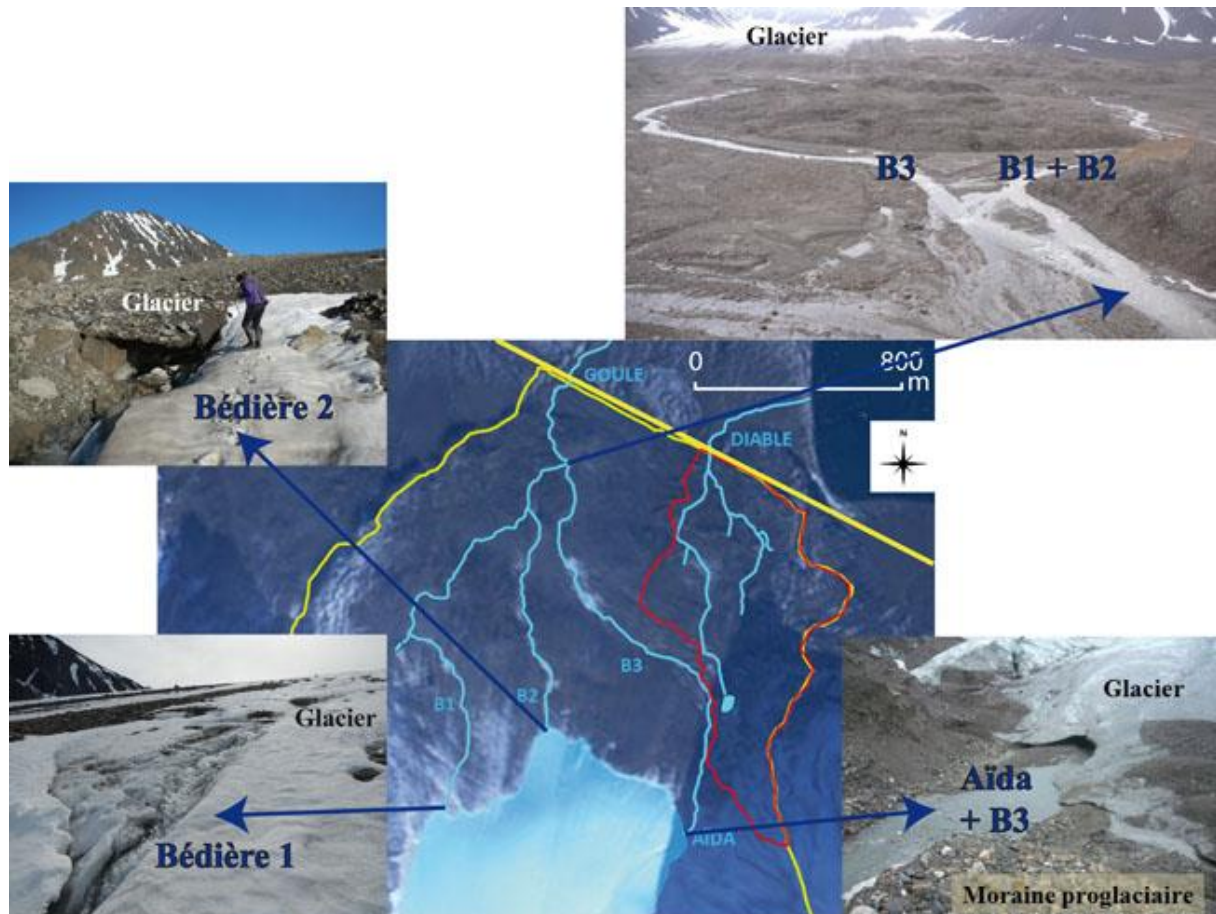 Glacier
B3
B1 + B2
Glacier
Bédière 2
0
800
m
GOULE
DIABLE
N
B3
B1
B2
AÏDA
Glacier
Bédière 1
Glacier
Aïda
+ B3
Moraine proglaciaire